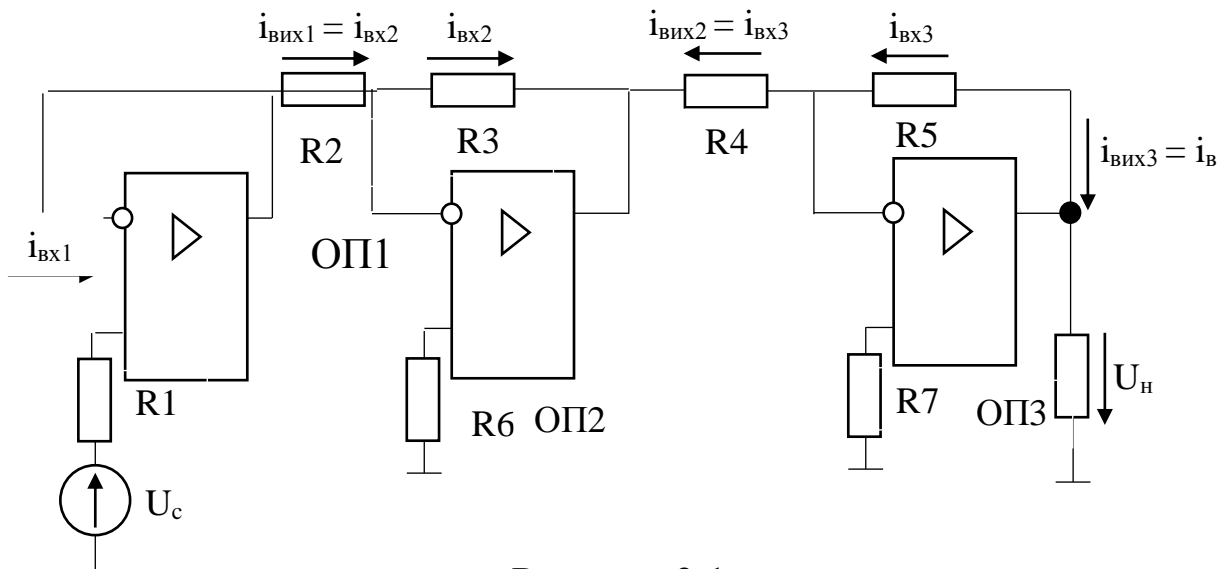 iвих1 = iвх2
iвх2
iвих2 = iвх3
iвх3
R2
R3
R4
R5
iвих3 = iв
iвх1
ОП1
R1
R6
ОП2
R7
ОП3
Uн
Uс